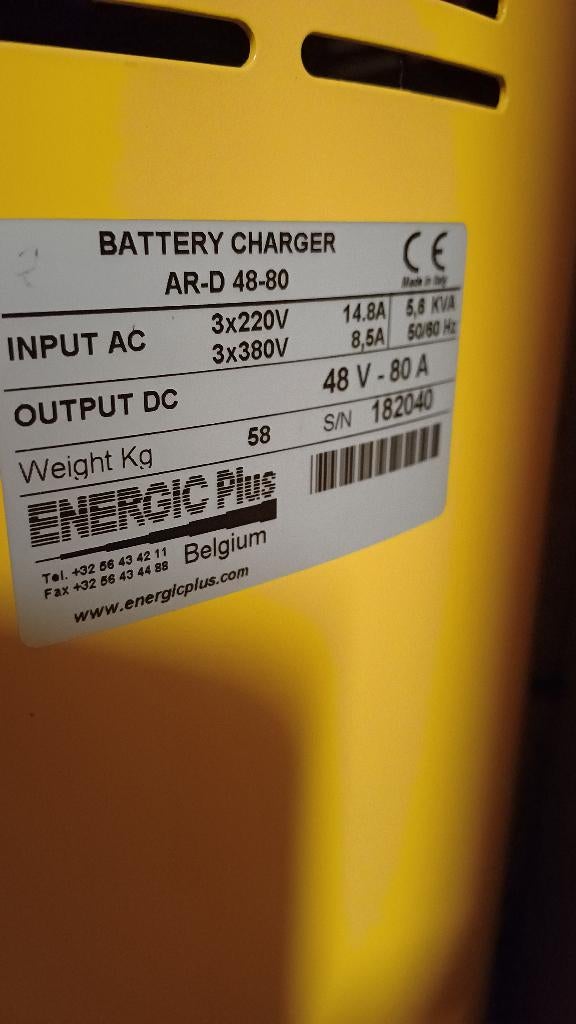 BATTERY CHARGER
AR-D 48-80
CE
Made in Italy
INPUT AC 3x220V 14.8A 5,6 KVA
3x380V 8,5A 50/60 Hz
OUTPUT DC 48 V - 80 A
Weight Kg 58 S/N 182040
ENERGIC Plus
Tel. +32 56 43 42 11 Belgium
Fax +32 56 43 44 88
www.energicplus.com